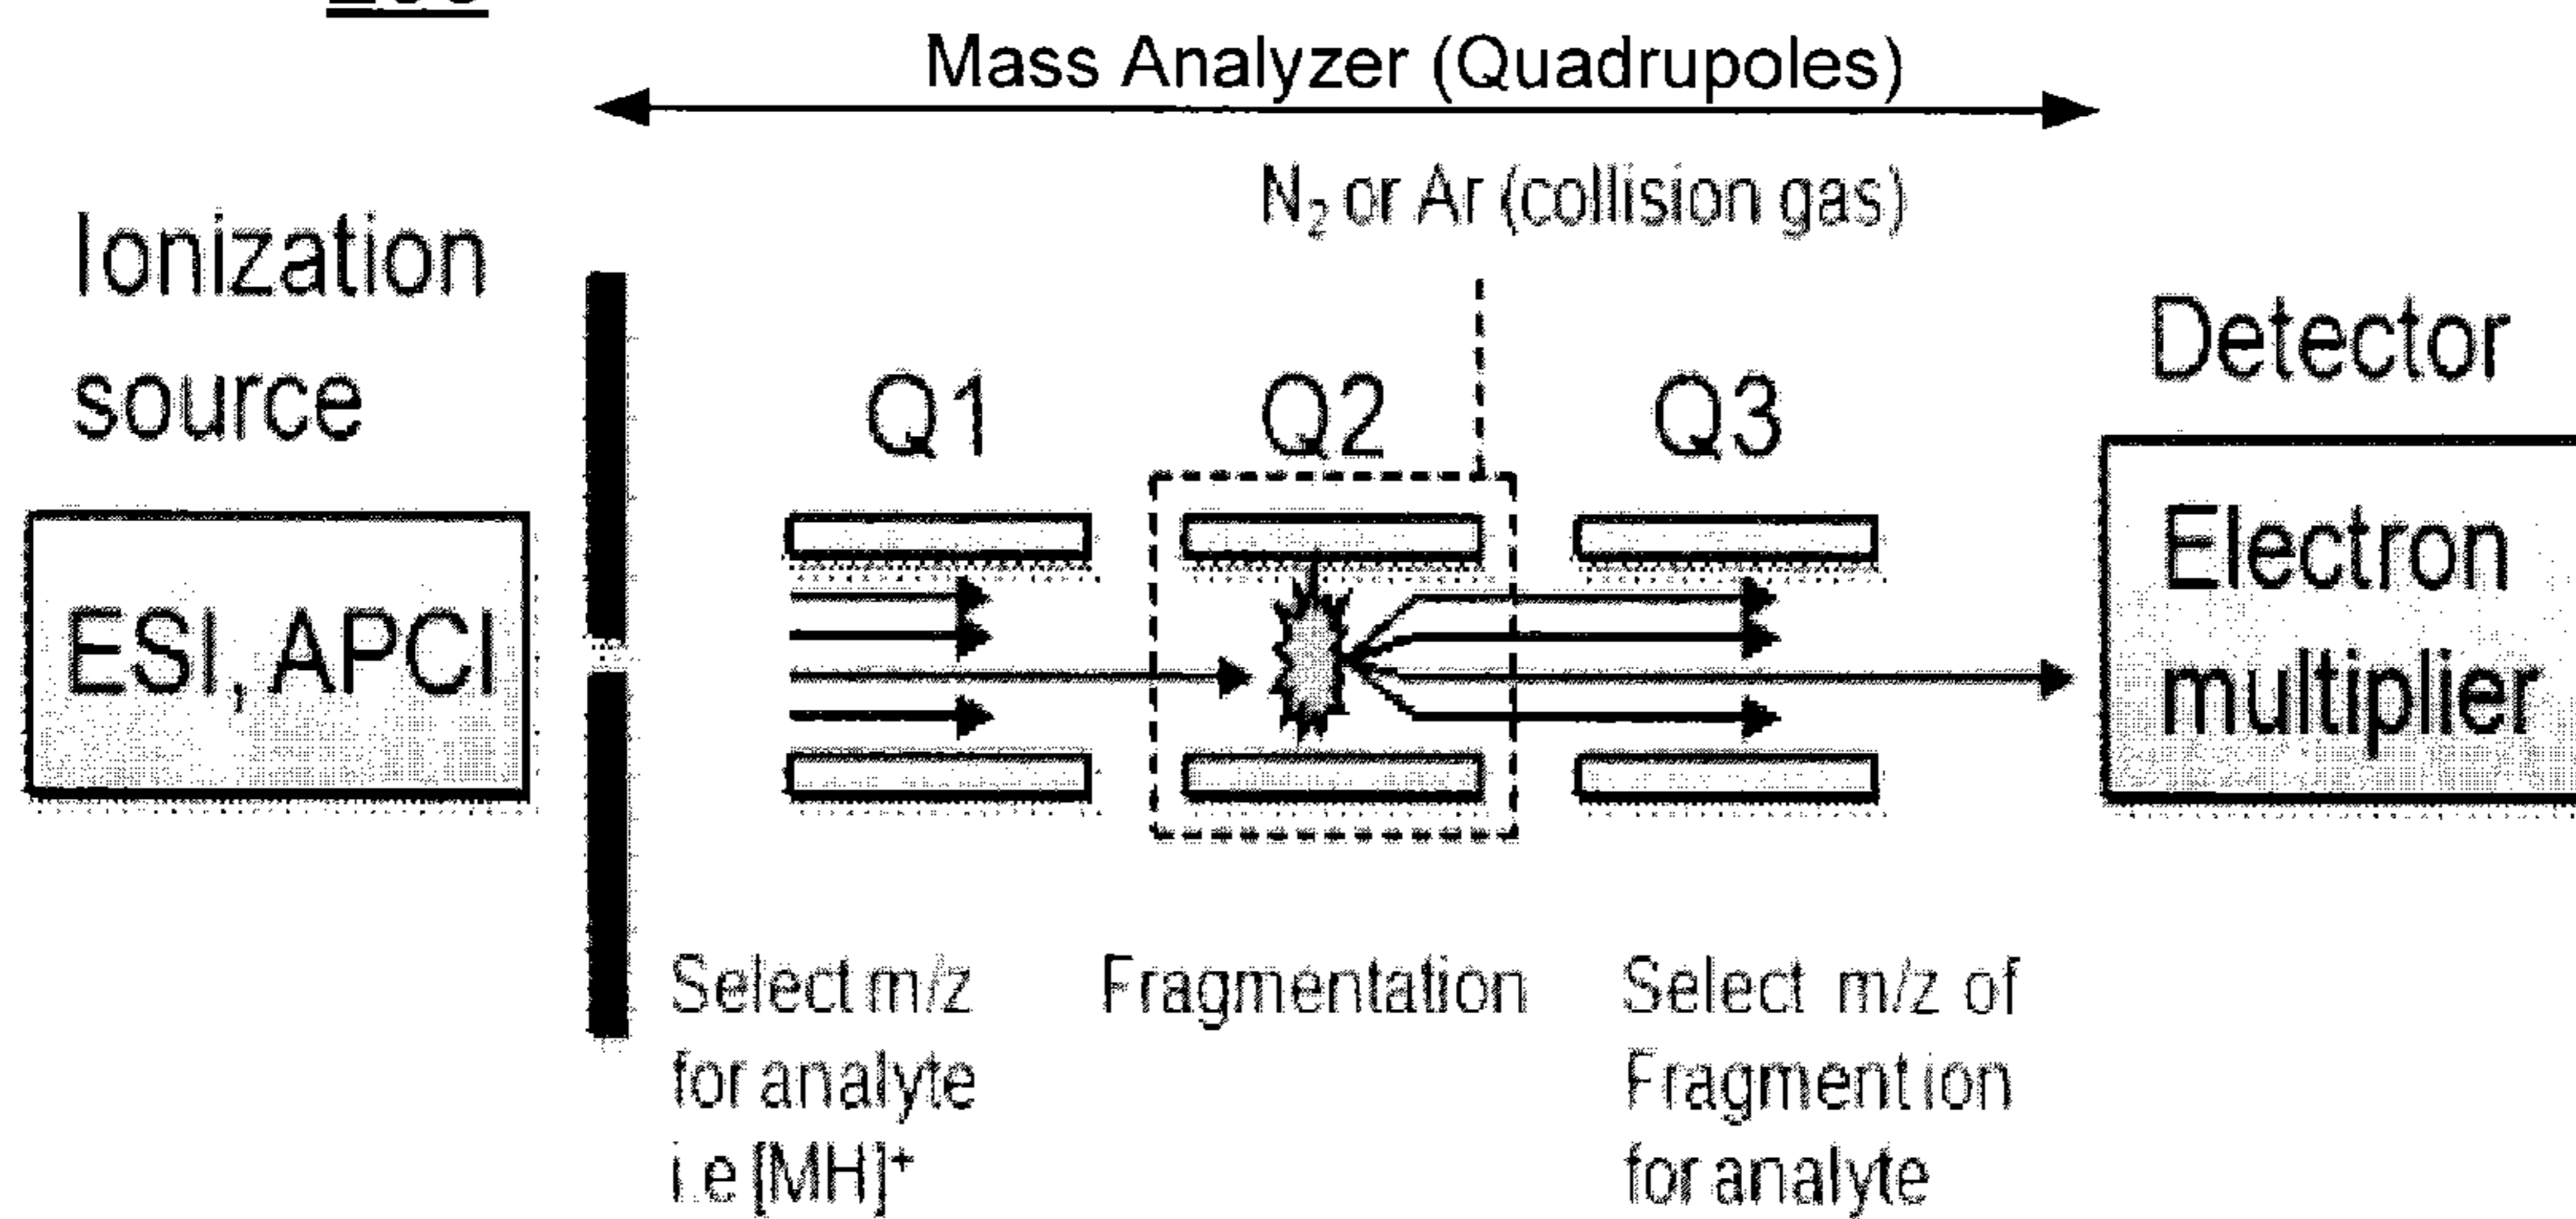 Mass Analyzer (Quadrupoles)
N₂ or Ar (collision gas)
Ionization
source
Detector
Q1
Q2
Q3
ESI, APCI
Electron
multiplier
Select m/z
for analyte
i.e [MH]⁺
Fragmentation
Select m/z of
Fragment ion
for analyte